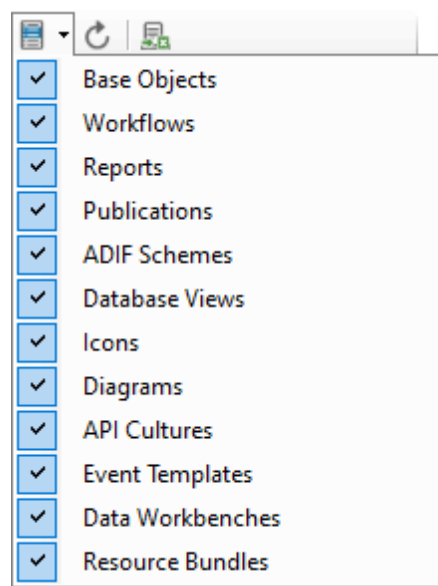 Base Objects
Workflows
Reports
Publications
ADIF Schemes
Database Views
Icons
Diagrams
API Cultures
Event Templates
Data Workbenches
Resource Bundles